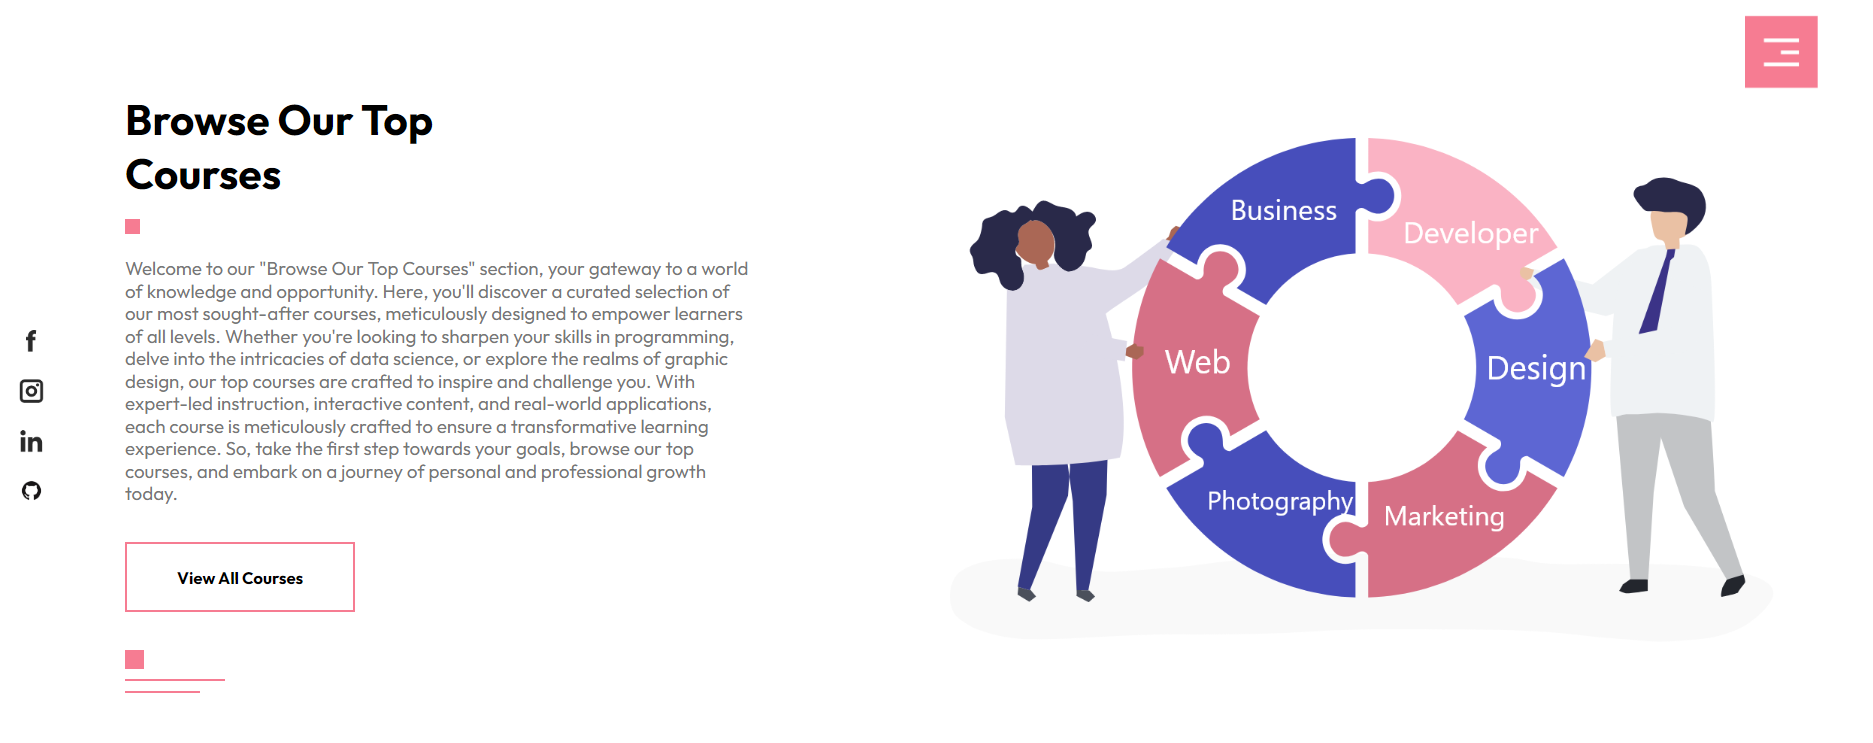 Browse Our Top
Courses
Welcome to our "Browse Our Top Courses" section, your gateway to a world
of knowledge and opportunity. Here, you'll discover a curated selection of
our most sought-after courses, meticulously designed to empower learners
of all levels. Whether you're looking to sharpen your skills in programming,
delve into the intricacies of data science, or explore the realms of graphic
design, our top courses are crafted to inspire and challenge you. With
expert-led instruction, interactive content, and real-world applications,
each course is meticulously crafted to ensure a transformative learning
experience. So, take the first step towards your goals, browse our top
courses, and embark on a journey of personal and professional growth
today.
View All Courses
Business
Developer
Web
Design
Photography
Marketing